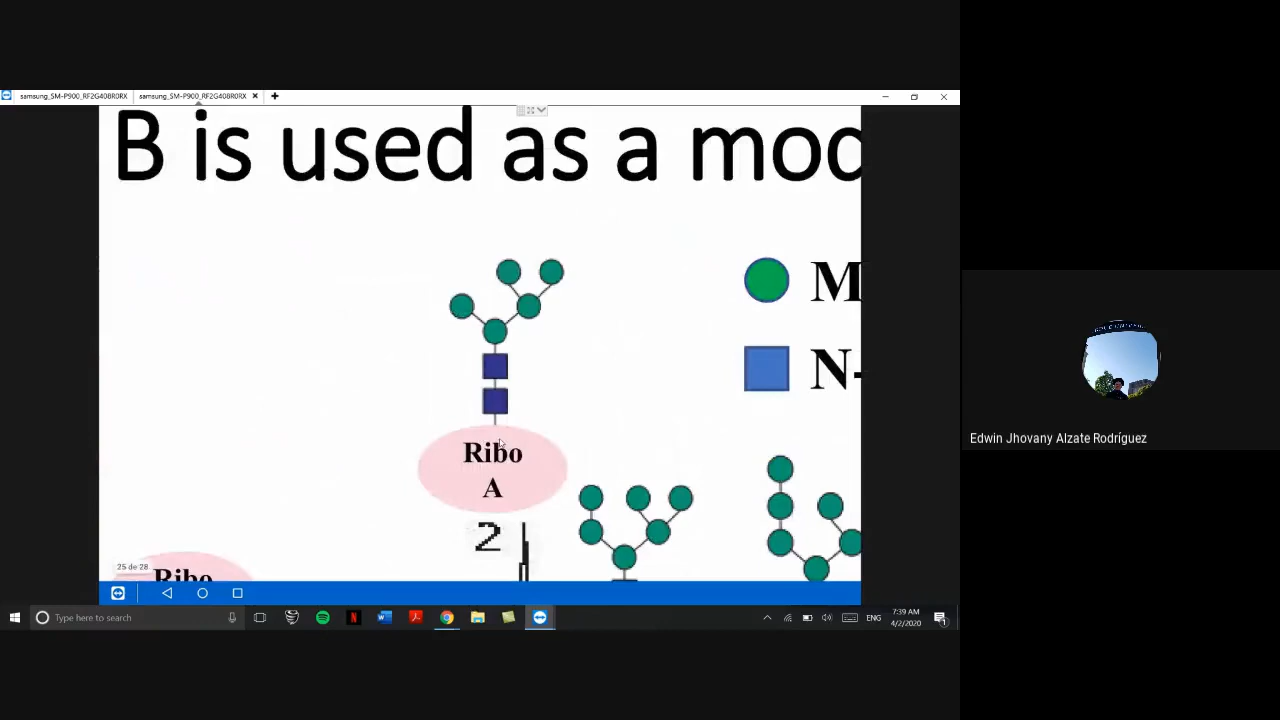 samsung_SM-P900_RF2G408R0RX
samsung_SM-P900_RF2G408R0RX
B is used as a mod
M
N-
Ribo
A
2
25 de 28
Ribo
Edwin Jhovany Alzate Rodríguez
Type here to search
ENG
7:39 AM
4/2/2020